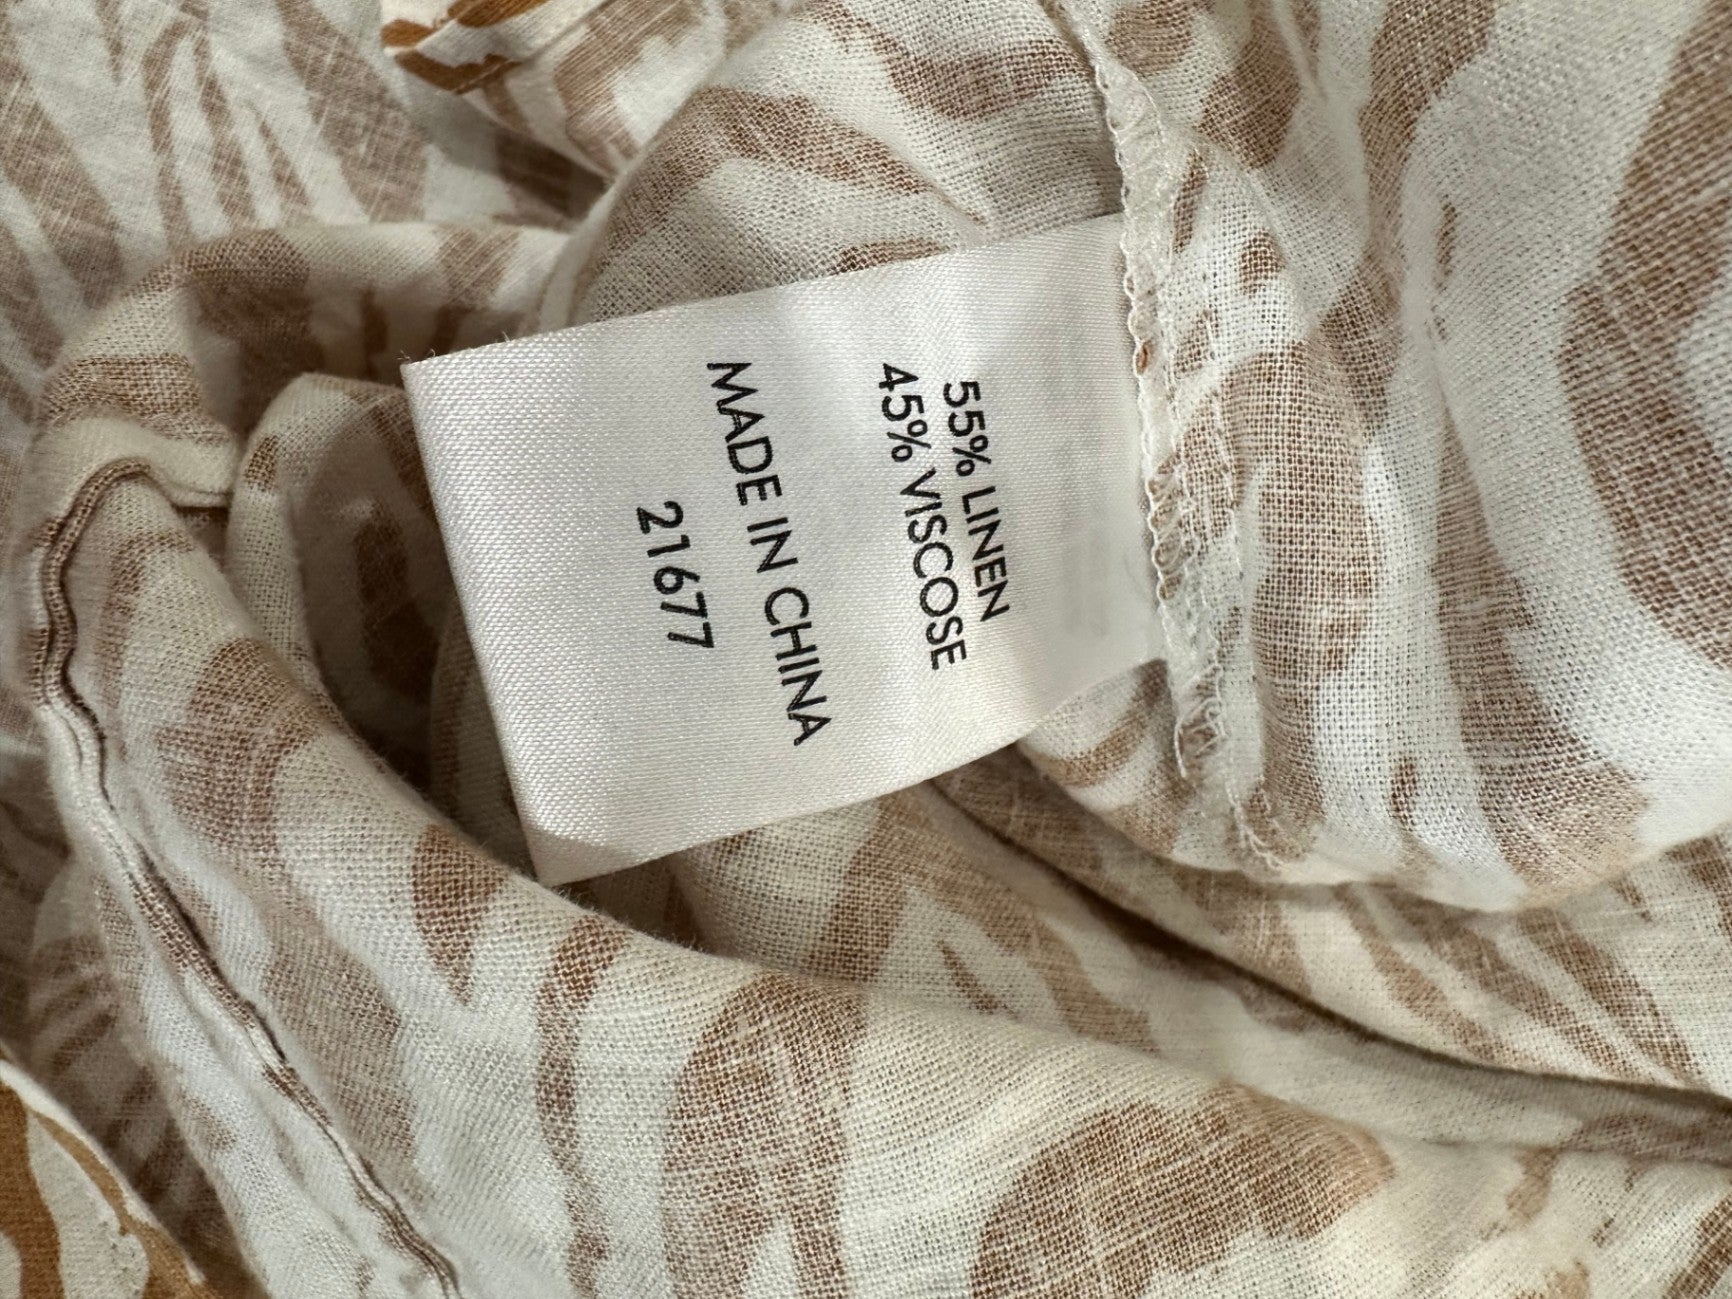 55% LINEN
45% VISCOSE
MADE IN CHINA
21677